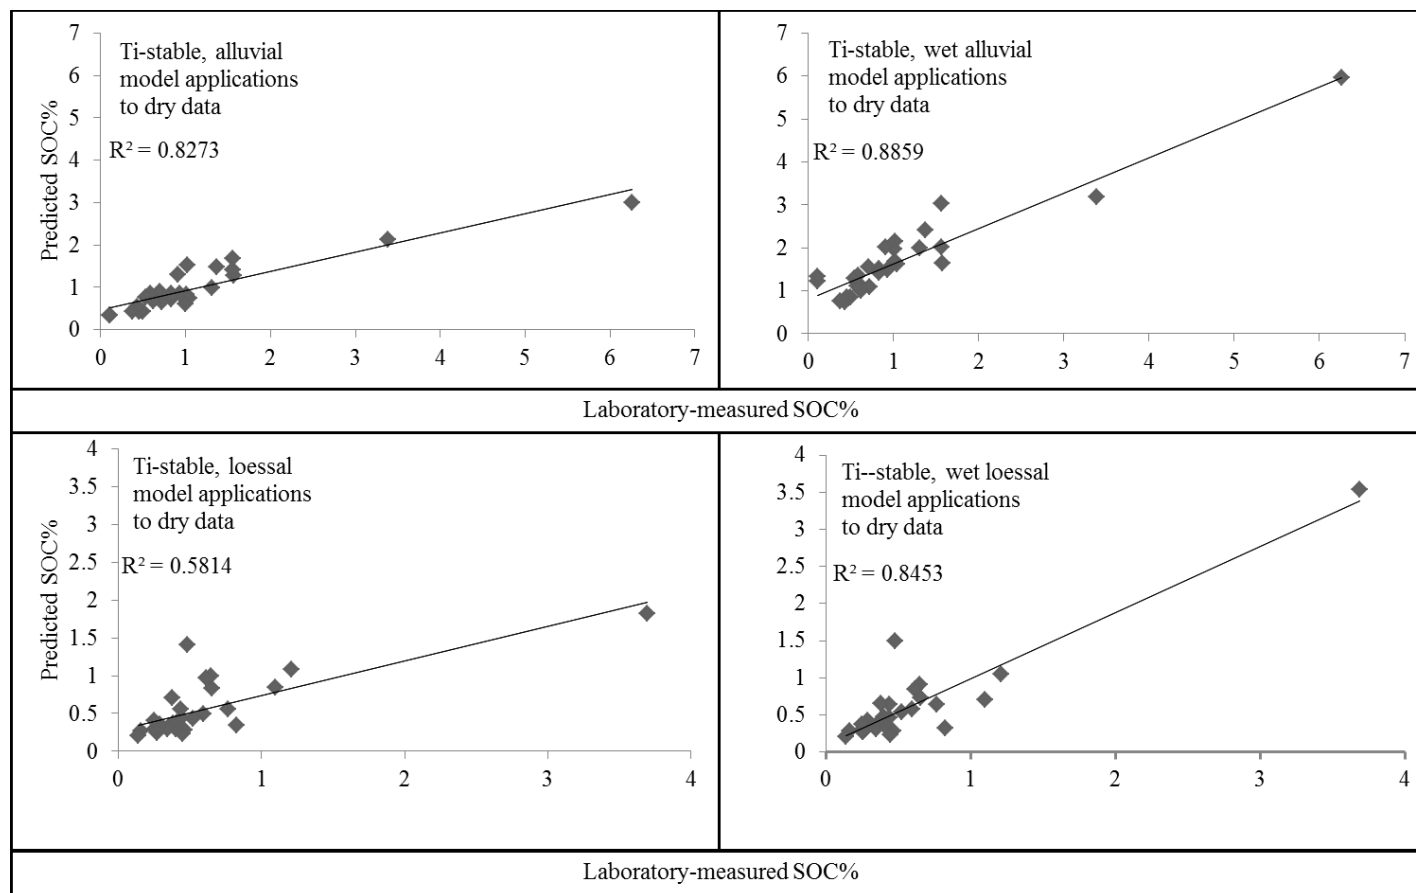 Ti-stable, alluvial
model applications
to dry data
R² = 0.8273
Predicted SOC%
7
6
5
4
3
2
1
0
0 1 2 3 4 5 6 7
Ti-stable, wet alluvial
model applications
to dry data
R² = 0.8859
7
6
5
4
3
2
1
0
0 1 2 3 4 5 6 7
Laboratory-measured SOC%
Ti-stable, loessal
model applications
to dry data
R² = 0.5814
Predicted SOC%
4
3.5
3
2.5
2
1.5
1
0.5
0
0 1 2 3 4
Ti--stable, wet loessal
model applications
to dry data
R² = 0.8453
4
3.5
3
2.5
2
1.5
1
0.5
0
0 1 2 3 4
Laboratory-measured SOC%